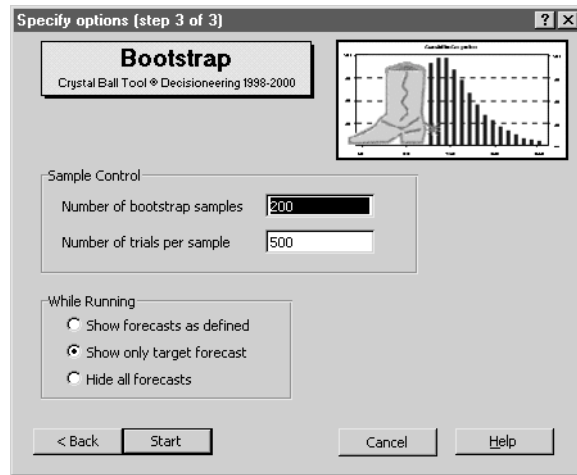 Specify options (step 3 of 3)
Bootstrap
Crystal Ball Tool ® Decisioneering 1998-2000
Sample Control
Number of bootstrap samples 200
Number of trials per sample 500
While Running
Show forecasts as defined
Show only target forecast
Hide all forecasts
< Back Start Cancel Help